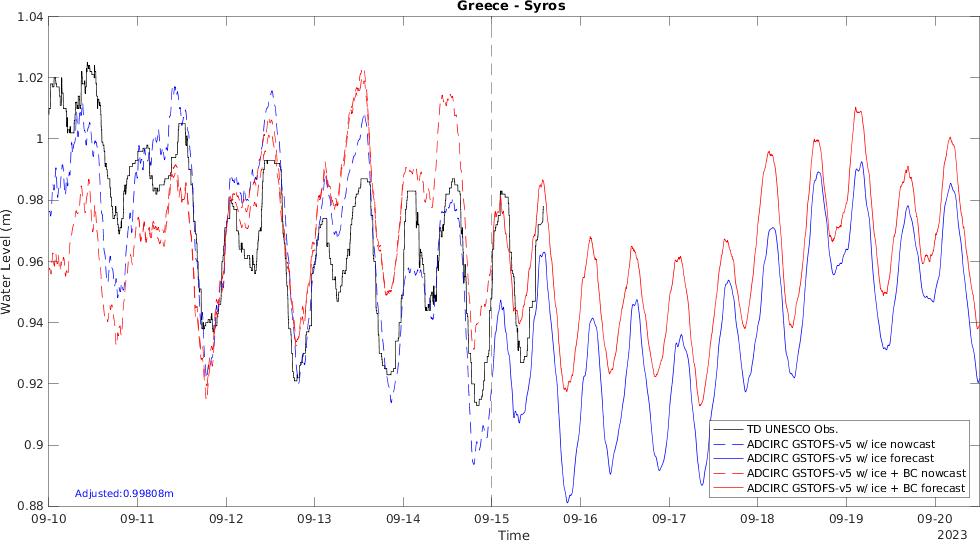 Greece - Syros
1.04
1.02
1
0.98
0.96
0.94
0.92
0.9
0.88
Water Level (m)
Adjusted:0.99808m
TD UNESCO Obs.
ADCIRC GSTOFS-v5 w/ ice nowcast
ADCIRC GSTOFS-v5 w/ ice forecast
ADCIRC GSTOFS-v5 w/ ice + BC nowcast
ADCIRC GSTOFS-v5 w/ ice + BC forecast
09-10 09-11 09-12 09-13 09-14 09-15 09-16 09-17 09-18 09-19 09-20
Time
2023